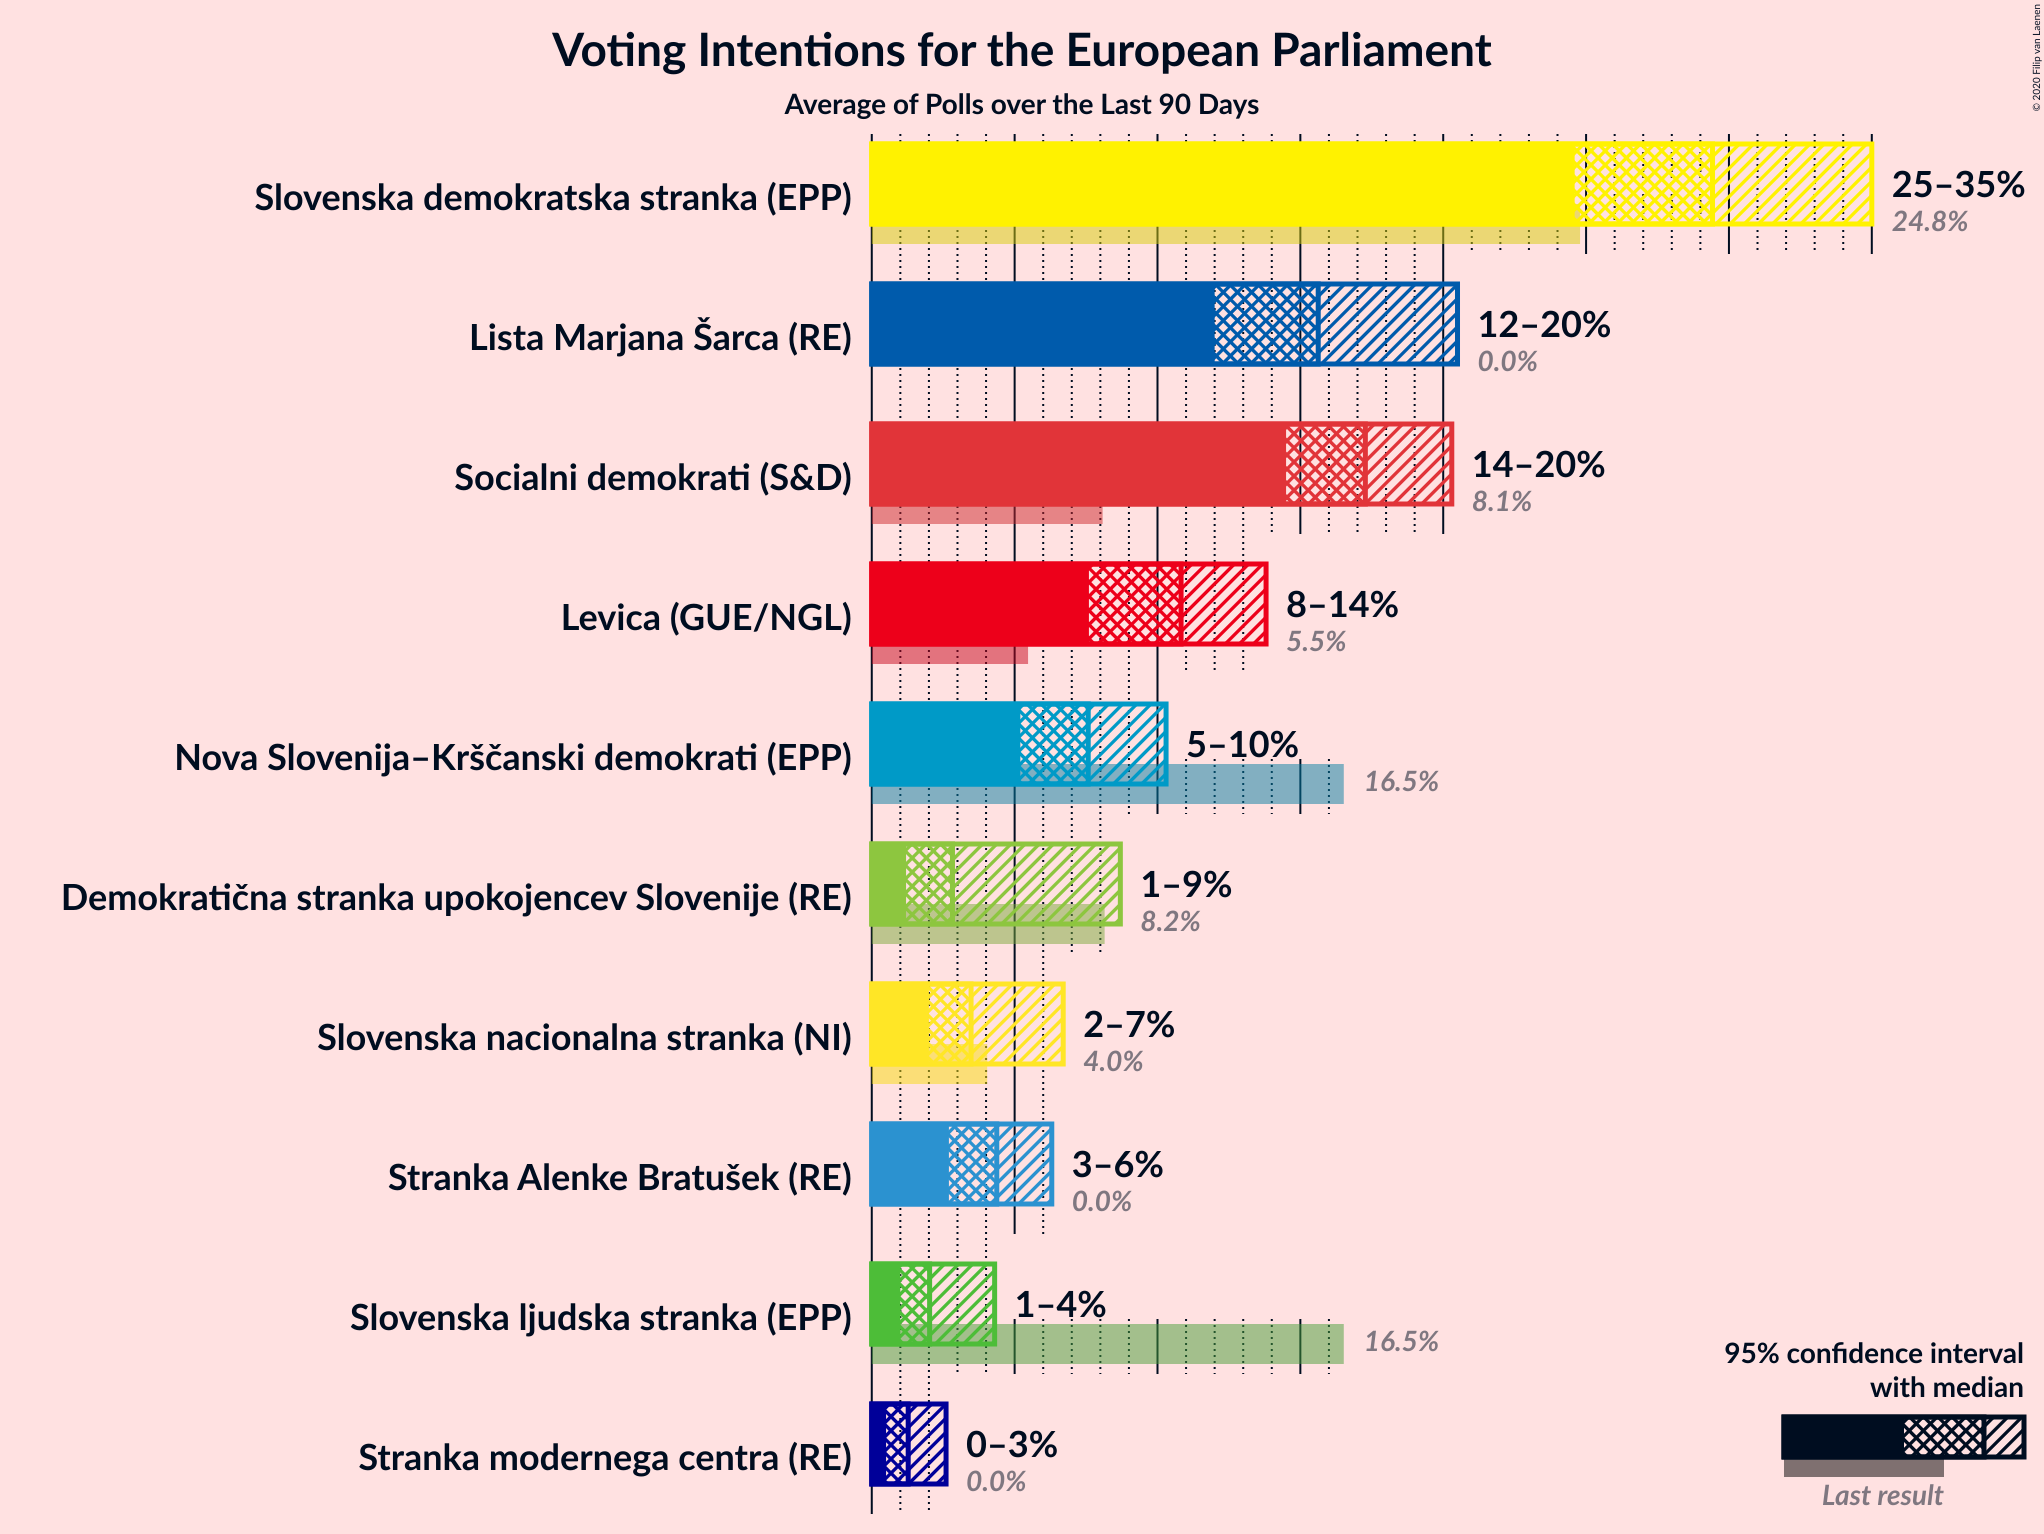 Voting Intentions for the European Parliament
Average of Polls over the Last 90 Days
© 2020 Filip van Laenen
Slovenska demokratska stranka (EPP)
25–35%
24.8%
Lista Marjana Šarca (RE)
12–20%
0.0%
Socialni demokrati (S&D)
14–20%
8.1%
Levica (GUE/NGL)
8–14%
5.5%
Nova Slovenija–Krščanski demokrati (EPP)
5–10%
16.5%
Demokratična stranka upokojencev Slovenije (RE)
1–9%
8.2%
Slovenska nacionalna stranka (NI)
2–7%
4.0%
Stranka Alenke Bratušek (RE)
3–6%
0.0%
Slovenska ljudska stranka (EPP)
1–4%
16.5%
Stranka modernega centra (RE)
0–3%
0.0%
95% confidence interval
with median
Last result